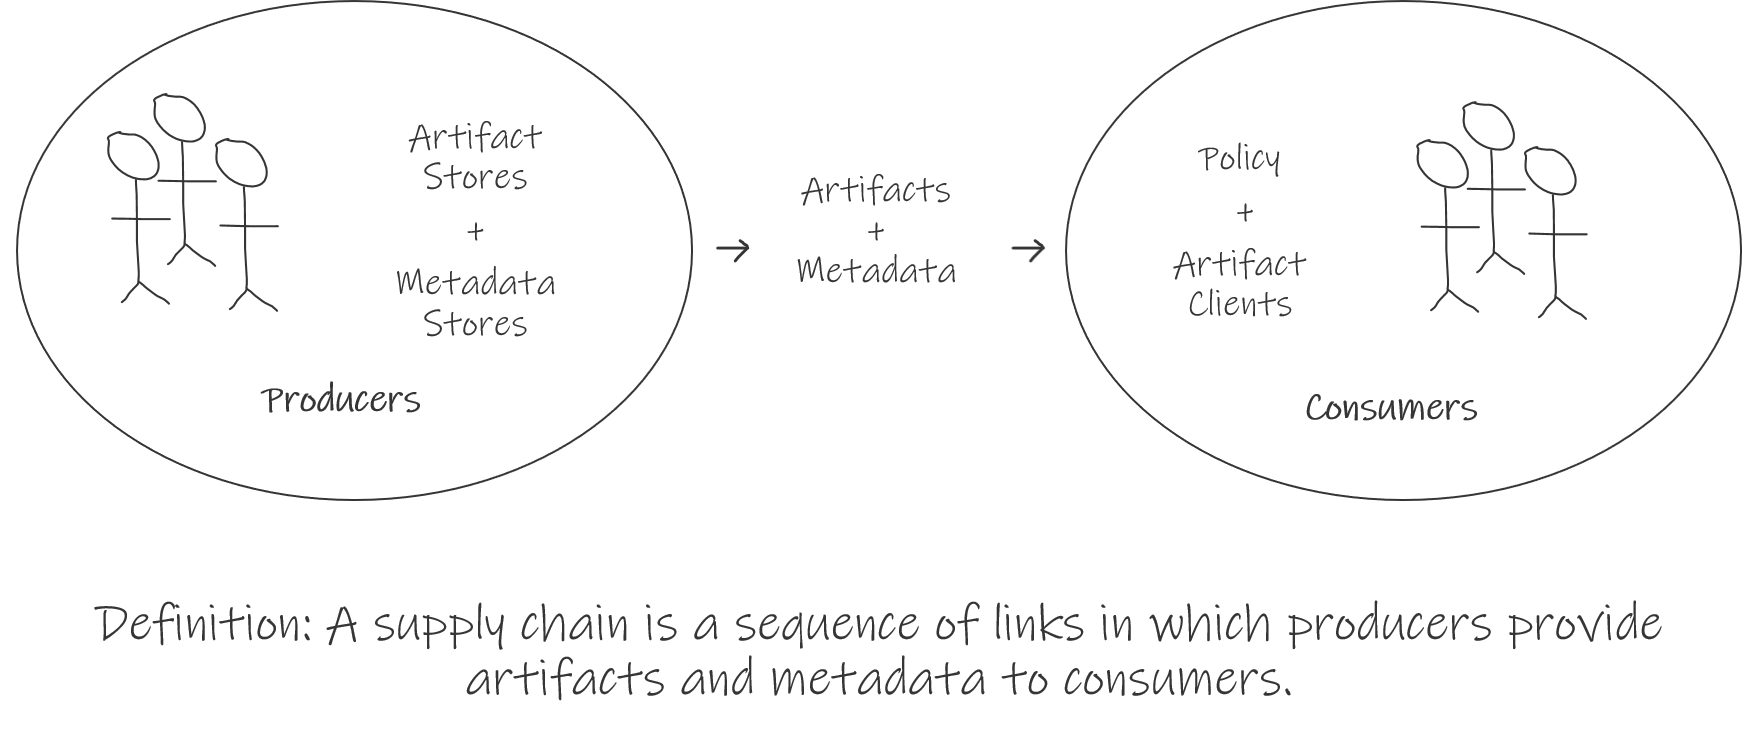 Artifact
Stores
+
Metadata
Stores
Producers
→
Artifacts
+
Metadata
→
Policy
+
Artifact
Clients
Consumers
Definition: A supply chain is a sequence of links in which producers provide
artifacts and metadata to consumers.